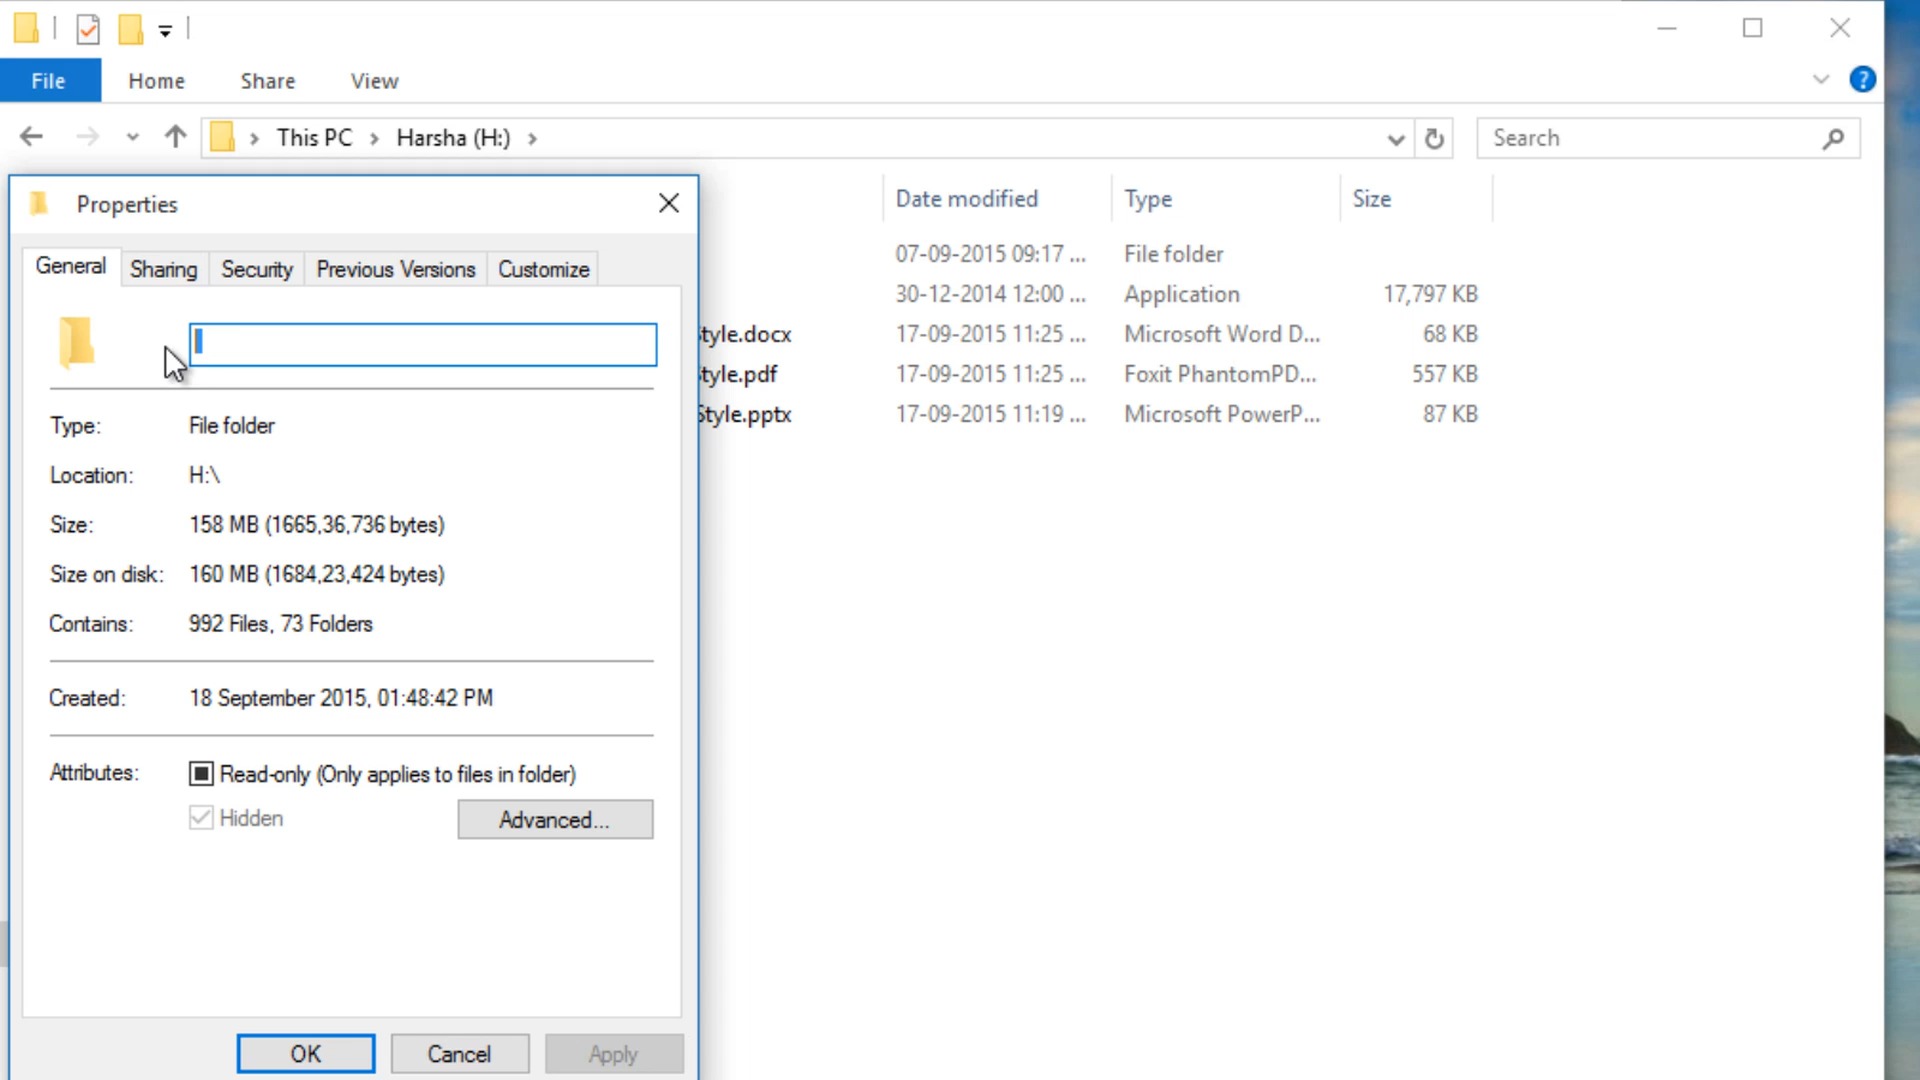 File Home Share View
This PC Harsha (H:) Search
Properties
Date modified Type Size
General Sharing Security Previous Versions Customize
07-09-2015 09:17 ... File folder
30-12-2014 12:00 ... Application 17,797 KB
Style.docx 17-09-2015 11:25 ... Microsoft Word D... 68 KB
Style.pdf 17-09-2015 11:25 ... Foxit PhantomPD... 557 KB
Style.pptx 17-09-2015 11:19 ... Microsoft PowerP... 87 KB
Type: File folder
Location: H:\
Size: 158 MB (1665,36,736 bytes)
Size on disk: 160 MB (1684,23,424 bytes)
Contains: 992 Files, 73 Folders
Created: 18 September 2015, 01:48:42 PM
Attributes: Read-only (Only applies to files in folder)
Hidden Advanced...
OK Cancel Apply